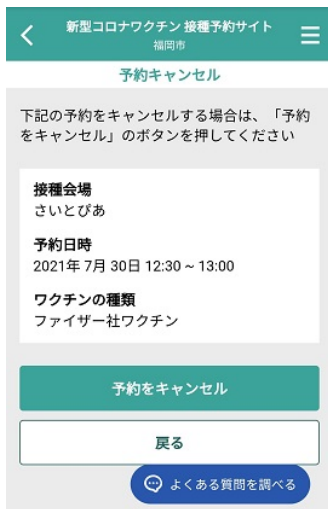 新型コロナワクチン 接種予約サイト
福岡市
予約キャンセル
下記の予約をキャンセルする場合は、「予約
をキャンセル」のボタンを押してください
接種会場
さいとぴあ
予約日時
2021年 7月 30日 12:30 ~ 13:00
ワクチンの種類
ファイザー社ワクチン
予約をキャンセル
戻る
よくある質問を調べる